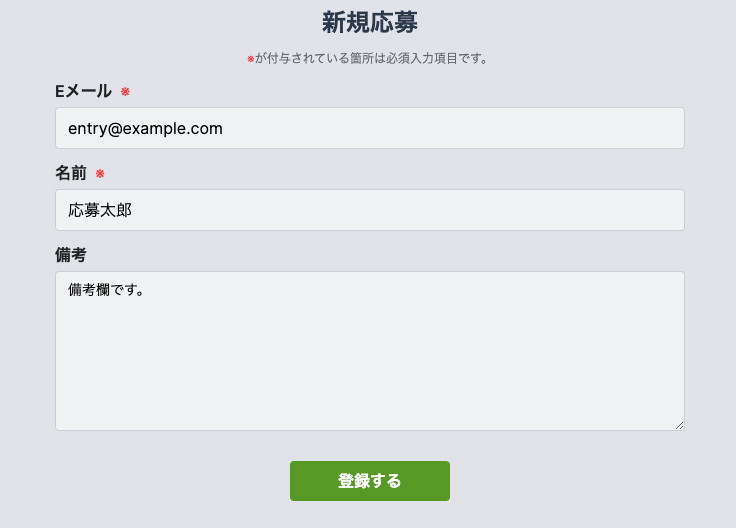 新規応募
※が付与されている箇所は必須入力項目です。
Eメール ※
entry@example.com
名前 ※
応募太郎
備考
備考欄です。
登録する